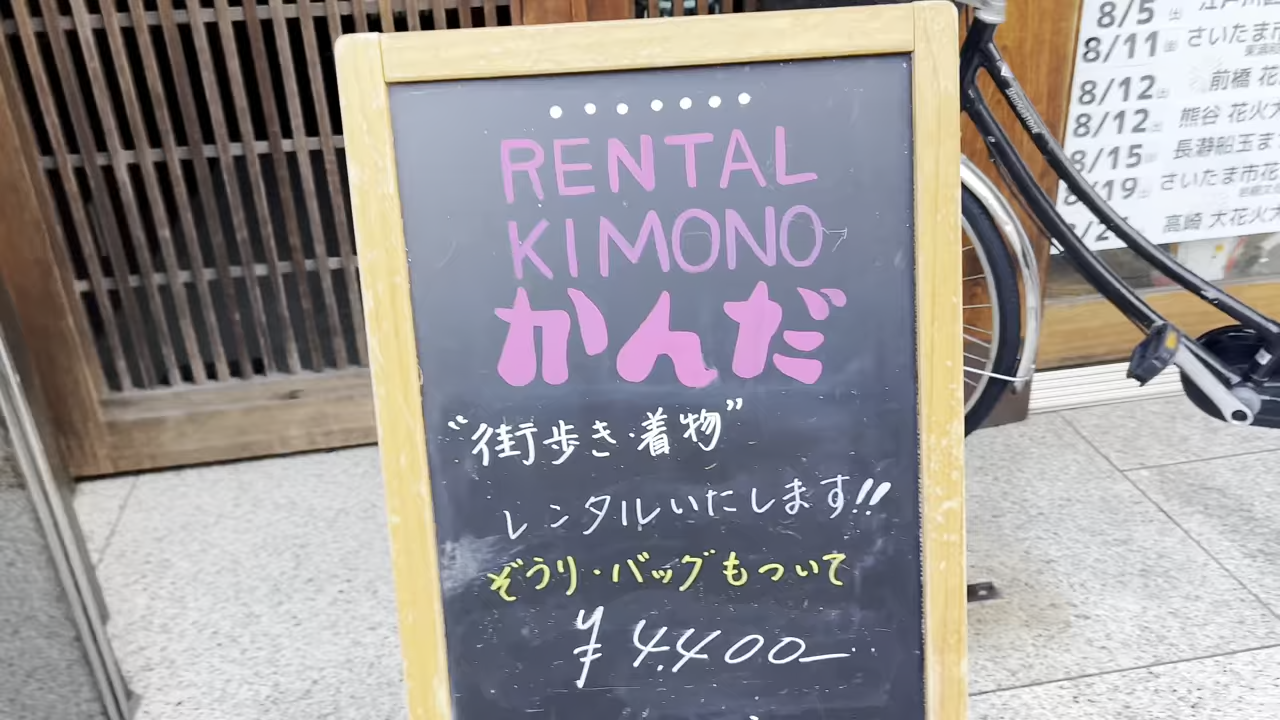 RENTAL
KIMONO
かんだ
"街歩き・着物"
レンタルいたします!!
ぞうり・バッグもついて
¥4,400-
8/5
8/11 さいたま市
8/12 前橋 花
8/12 熊谷 花火大
8/15 長瀞船玉ま
8/19 さいたま市花
高崎 大花火大
BRIDGESTONE